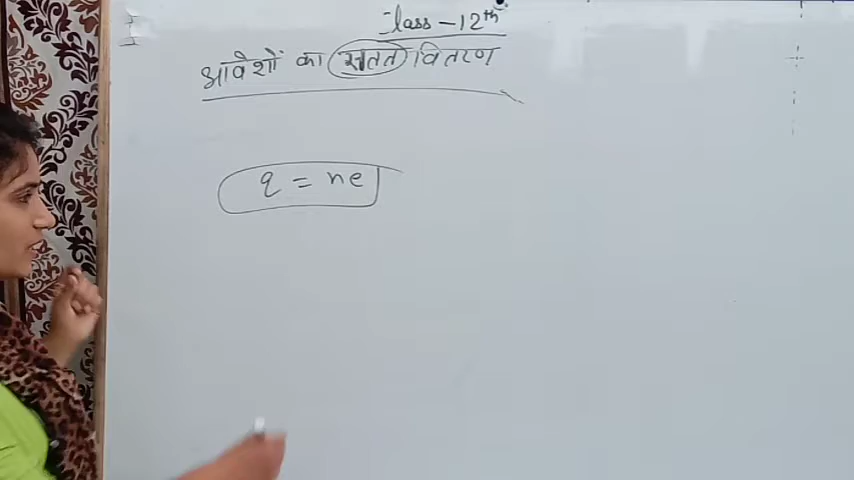 Class - 12th
आवेशों का सतत वितरण
q = ne